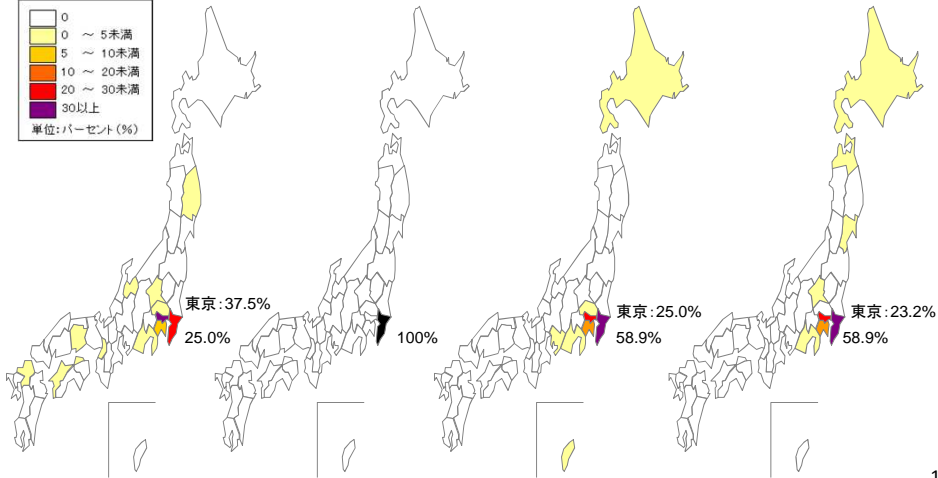 0
0 ～ 5未満
5 ～ 10未満
10 ～ 20未満
20 ～ 30未満
30以上
単位:パーセント(%)
東京:37.5%
25.0%
100%
東京:25.0%
58.9%
東京:23.2%
58.9%
1